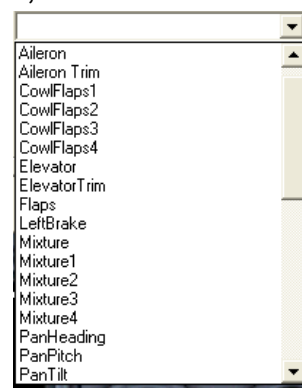 Aileron
Aileron Trim
CowlFlaps1
CowlFlaps2
CowlFlaps3
CowlFlaps4
Elevator
ElevatorTrim
Flaps
LeftBrake
Mixture
Mixture1
Mixture2
Mixture3
Mixture4
PanHeading
PanPitch
PanTilt